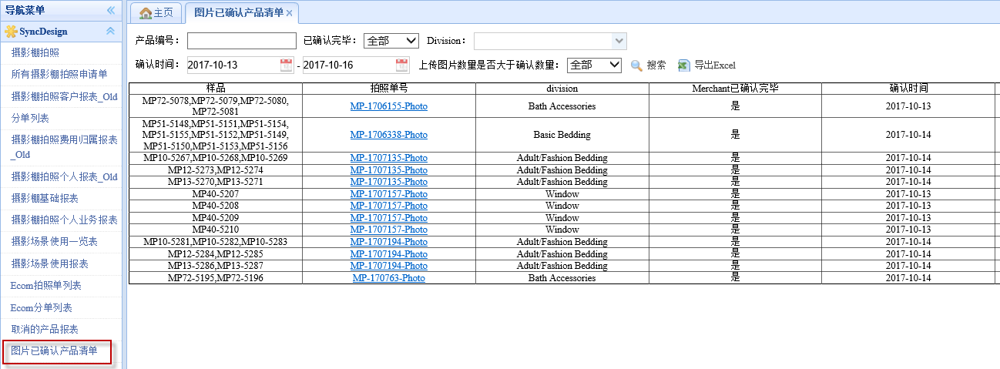 导航菜单
SyncDesign
摄影棚拍照
所有摄影棚拍照申请单
摄影棚拍照客户报表_Old
分单列表
摄影棚拍照费用归属报表
_Old
摄影棚拍照个人报表_Old
摄影棚基础报表
摄影棚拍照个人业务报表
摄影场景使用一览表
摄影场景使用报表
Ecom拍照单列表
Ecom分单列表
取消的产品报表
图片已确认产品清单
主页 图片已确认产品清单
产品编号： 已确认完毕： 全部 Division：
确认时间： 2017-10-13 - 2017-10-16 上传图片数量是否大于确认数量： 全部 搜索 导出Excel
样品 拍照单号 division Merchant已确认完毕 确认时间
MP72-5078,MP72-5079,MP72-5080,
MP72-5081 MP-1706155-Photo Bath Accessories 是 2017-10-13
MP51-5148,MP51-5151,MP51-5154,
MP51-5155,MP51-5152,MP51-5149, MP-1706338-Photo Basic Bedding 是 2017-10-14
MP51-5150,MP51-5153,MP51-5156
MP10-5267,MP10-5268,MP10-5269 MP-1707135-Photo Adult/Fashion Bedding 是 2017-10-14
MP12-5273,MP12-5274 MP-1707135-Photo Adult/Fashion Bedding 是 2017-10-14
MP13-5270,MP13-5271 MP-1707135-Photo Adult/Fashion Bedding 是 2017-10-14
MP40-5207 MP-1707157-Photo Window 是 2017-10-13
MP40-5208 MP-1707157-Photo Window 是 2017-10-13
MP40-5209 MP-1707157-Photo Window 是 2017-10-13
MP40-5210 MP-1707157-Photo Window 是 2017-10-13
MP10-5281,MP10-5282,MP10-5283 MP-1707194-Photo Adult/Fashion Bedding 是 2017-10-14
MP12-5284,MP12-5285 MP-1707194-Photo Adult/Fashion Bedding 是 2017-10-14
MP13-5286,MP13-5287 MP-1707194-Photo Adult/Fashion Bedding 是 2017-10-14
MP72-5195,MP72-5196 MP-170763-Photo Bath Accessories 是 2017-10-14